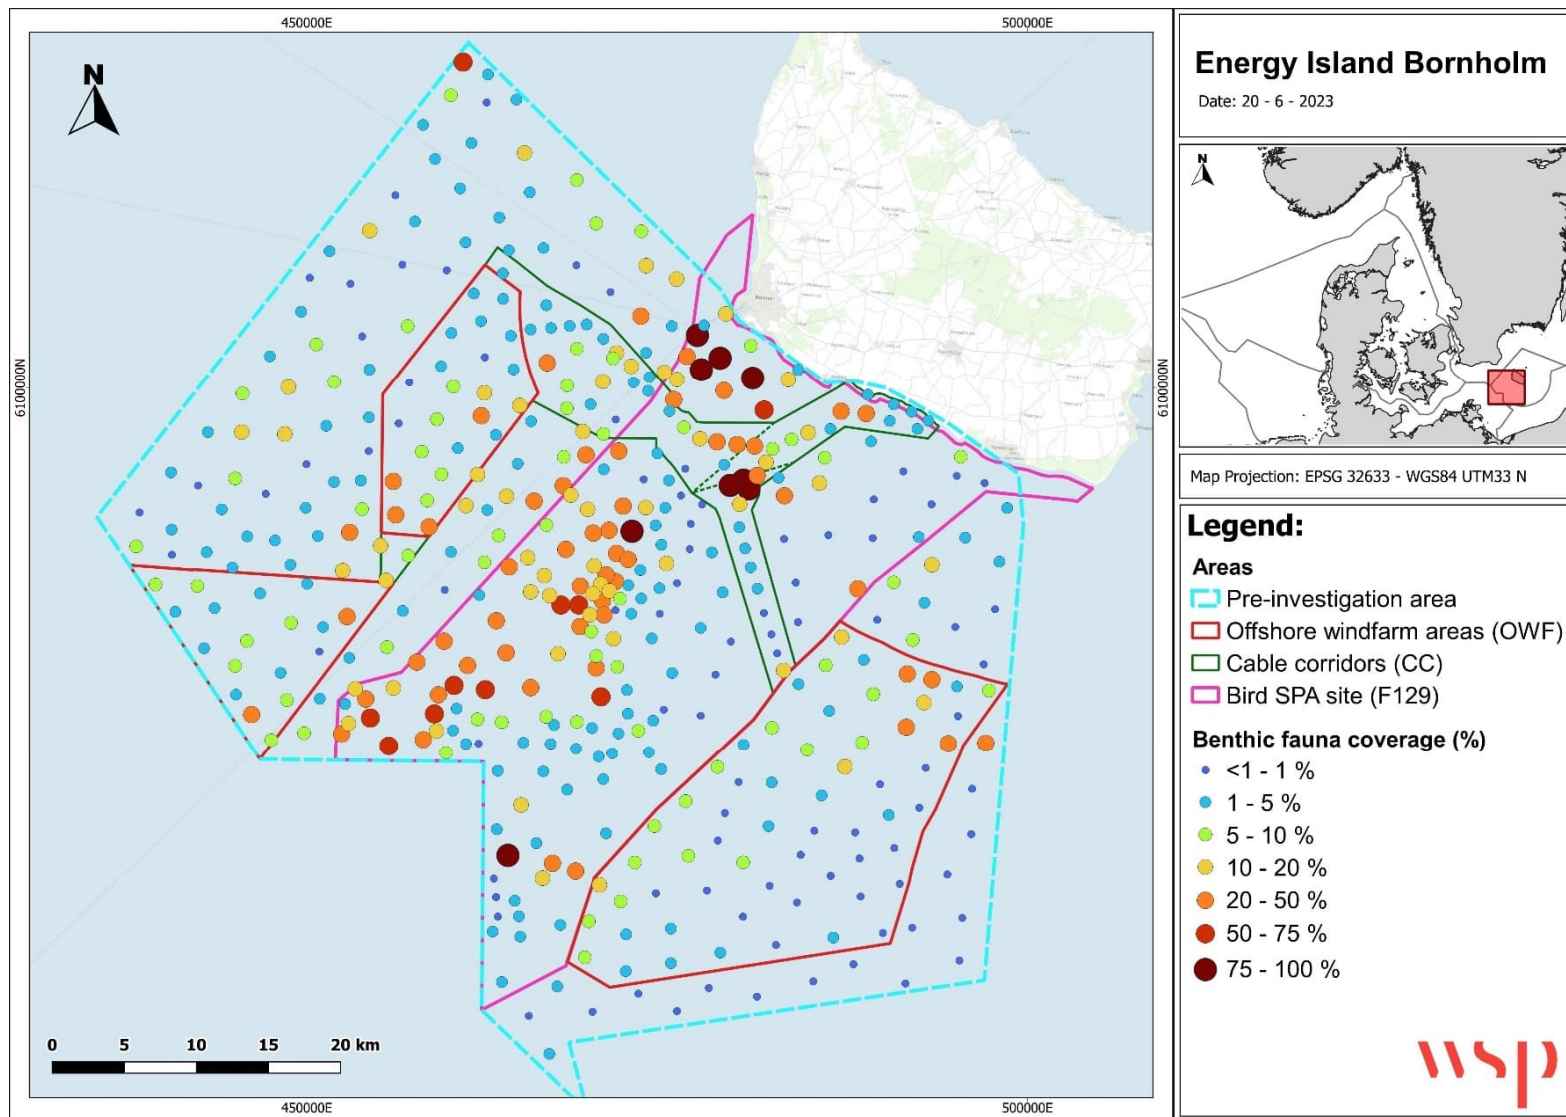 450000E
500000E
N
6100000N
6100000N
0 5 10 15 20 km
450000E
500000E
Energy Island Bornholm
Date: 20 - 6 - 2023
N
Map Projection: EPSG 32633 - WGS84 UTM33 N
Legend:
Areas
Pre-investigation area
Offshore windfarm areas (OWF)
Cable corridors (CC)
Bird SPA site (F129)
Benthic fauna coverage (%)
<1 - 1 %
1 - 5 %
5 - 10 %
10 - 20 %
20 - 50 %
50 - 75 %
75 - 100 %
wsp